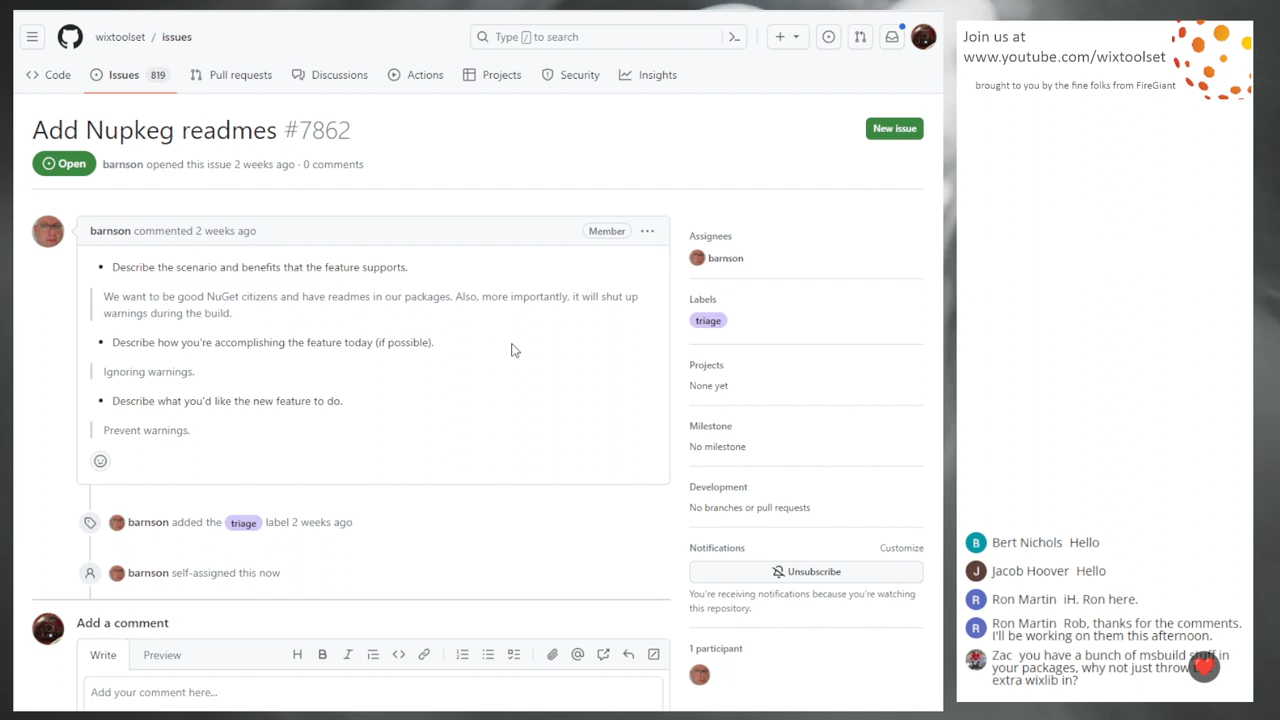 wixtoolset / issues
Type / to search
Code
Issues 819
Pull requests
Discussions
Actions
Projects
Security
Insights
Add Nupkeg readmes #7862
New issue
Open
barnson opened this issue 2 weeks ago · 0 comments
barnson commented 2 weeks ago
Member
• Describe the scenario and benefits that the feature supports.
We want to be good NuGet citizens and have readmes in our packages. Also, more importantly, it will shut up
warnings during the build.
• Describe how you're accomplishing the feature today (if possible).
Ignoring warnings.
• Describe what you'd like the new feature to do.
Prevent warnings.
barnson added the triage label 2 weeks ago
barnson self-assigned this now
Add a comment
Write
Preview
H B I
Add your comment here...
Assignees
barnson
Labels
triage
Projects
None yet
Milestone
No milestone
Development
No branches or pull requests
Notifications
Customize
Unsubscribe
You're receiving notifications because you're watching
this repository.
1 participant
Join us at
www.youtube.com/wixtoolset
brought to you by the fine folks from FireGiant
B Bert Nichols Hello
J Jacob Hoover Hello
R Ron Martin iH. Ron here.
R Ron Martin Rob, thanks for the comments.
I'll be working on them this afternoon.
Zac you have a bunch of msbuild stuff in
your packages, why not just throw
extra wixlib in?